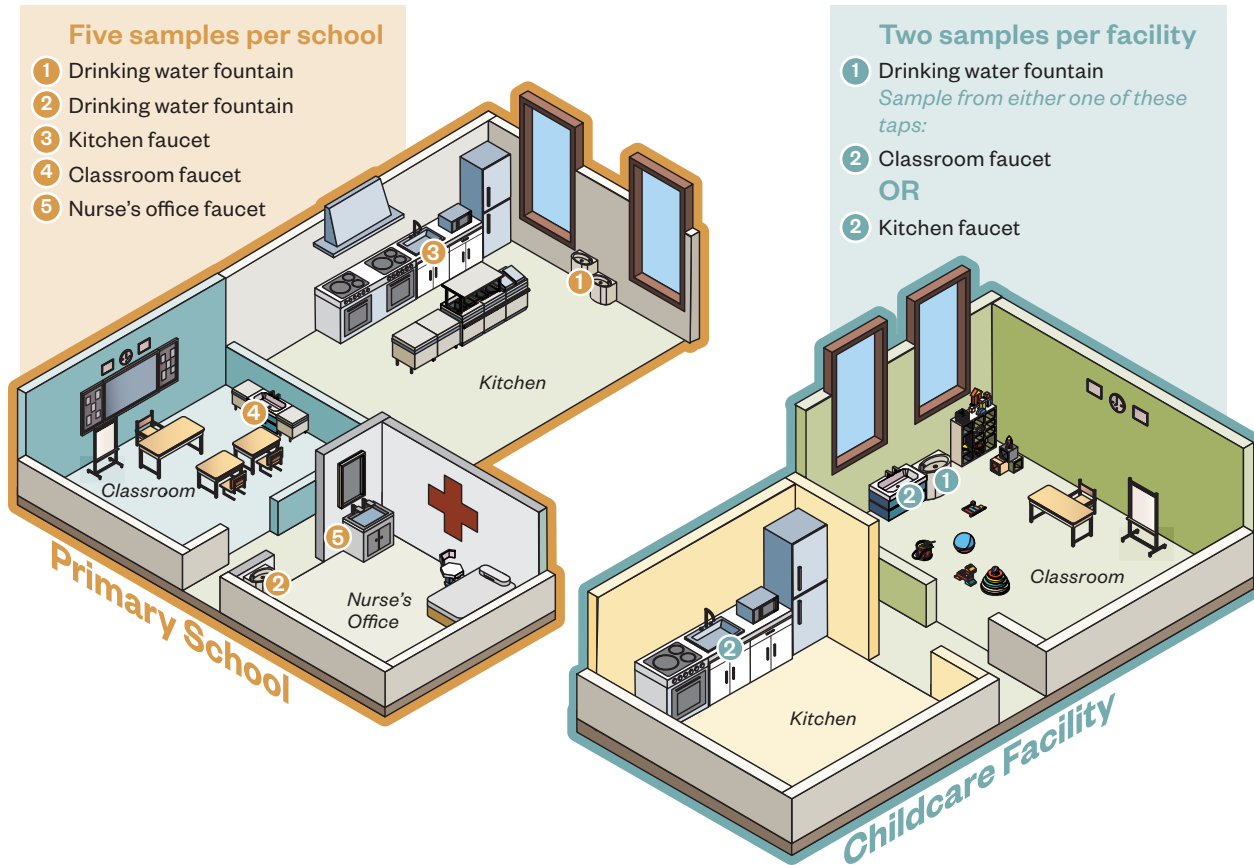 Five samples per school
1 Drinking water fountain
2 Drinking water fountain
3 Kitchen faucet
4 Classroom faucet
5 Nurse's office faucet
Two samples per facility
1 Drinking water fountain
Sample from either one of these
taps:
2 Classroom faucet
OR
2 Kitchen faucet
3
1
Kitchen
4
Classroom
5
2
Nurse's
Office
Primary School
1
2
Classroom
2
Kitchen
Childcare Facility